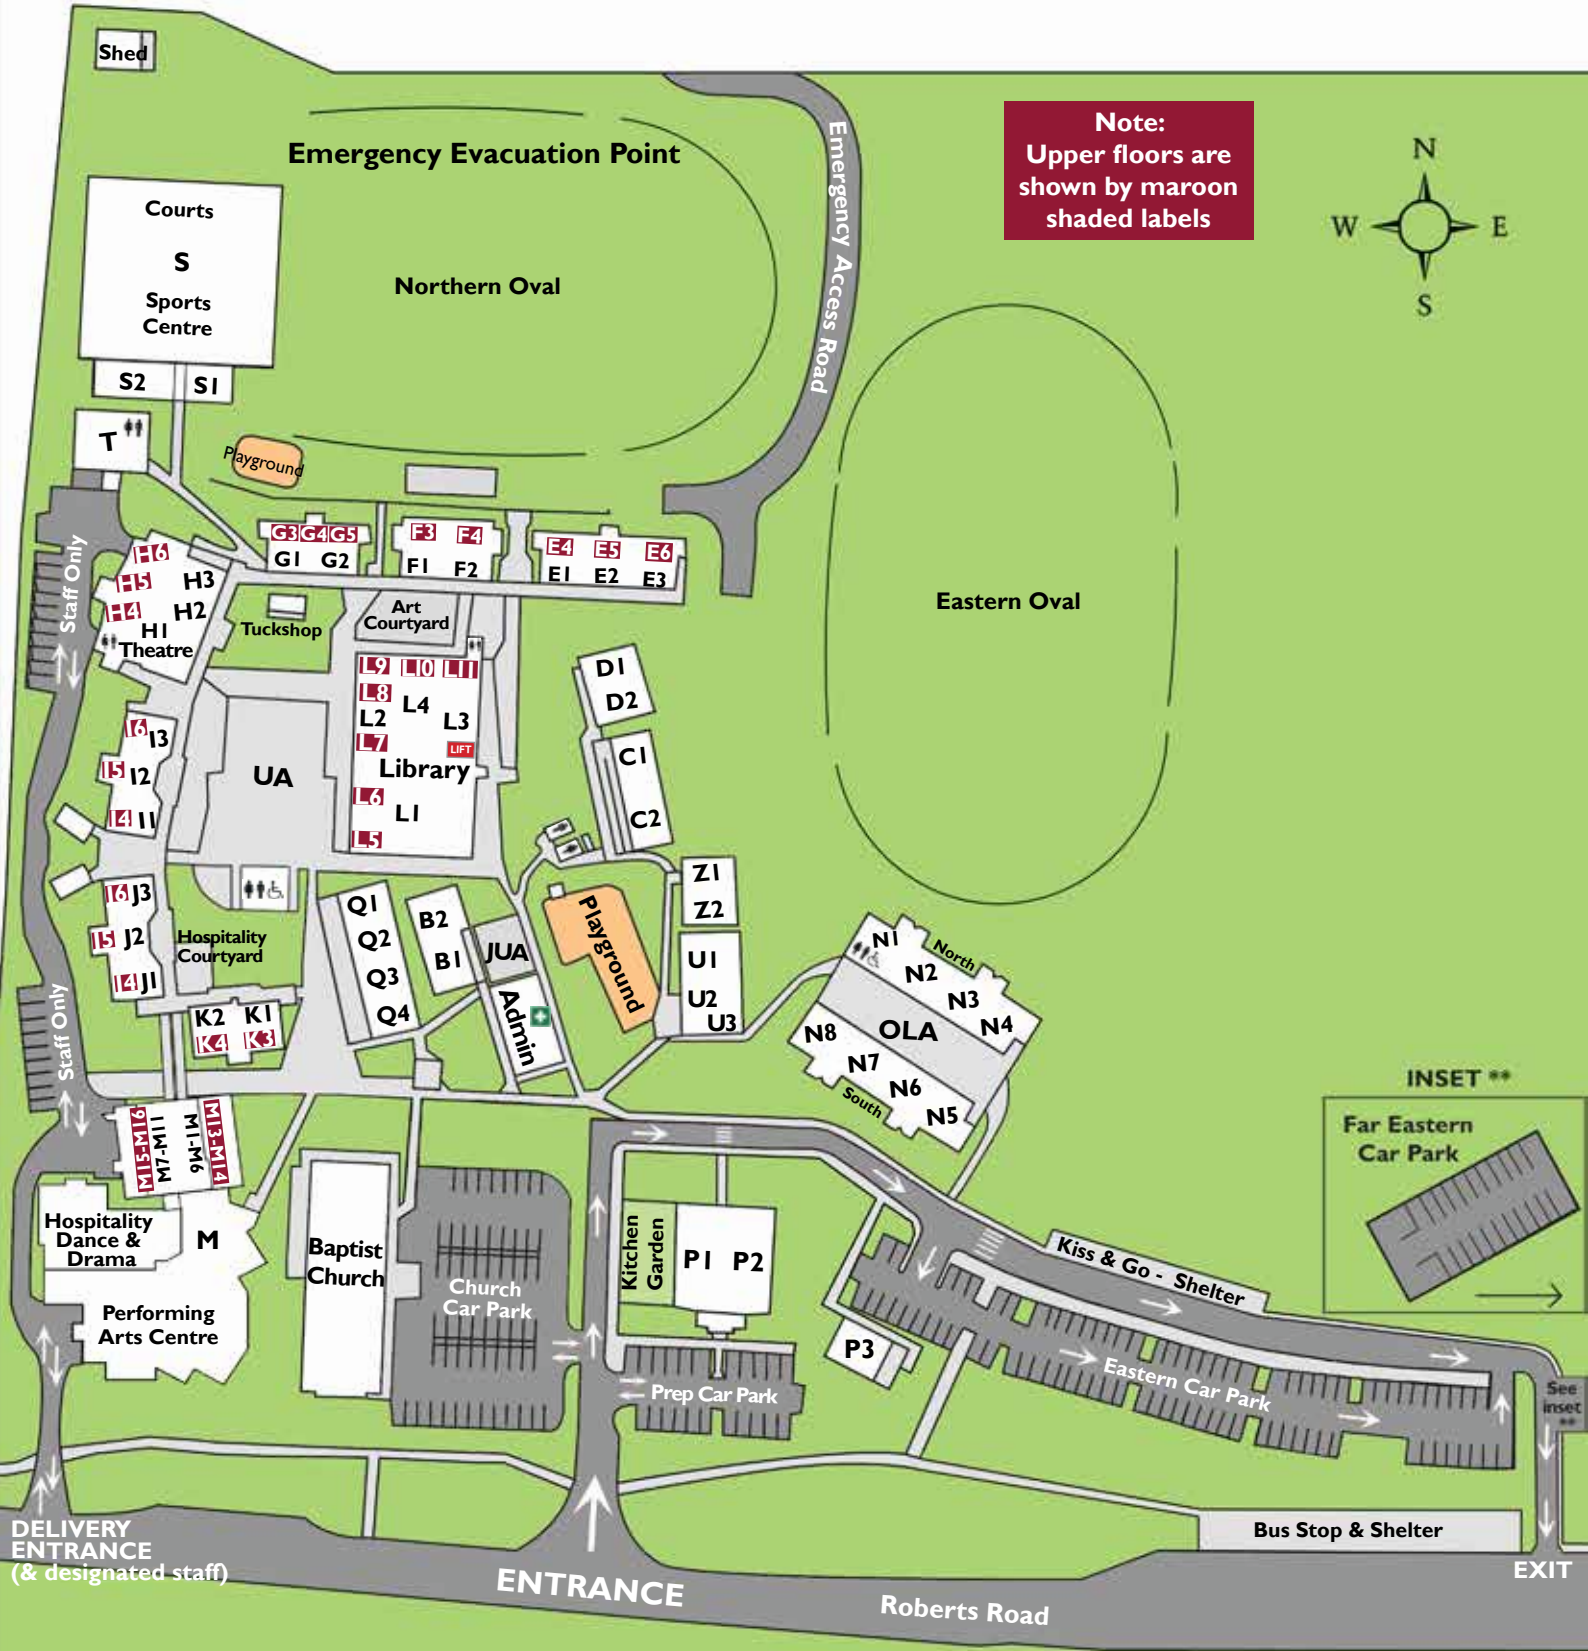 Shed
Note:
Upper floors are
shown by maroon
shaded labels
N
W
E
S
Emergency Evacuation Point
Emergency Access Road
Courts
S
Sports
Centre
Northern Oval
S2
S1
T
Playground
Staff Only
G3
G4
G5
G1
G2
F3
F4
F1
F2
E4
E5
E6
E1
E2
E3
H6
H5
H3
H4
H2
H1
Theatre
Tuckshop
Art
Courtyard
Eastern Oval
L9
L10
L11
L8
L4
L2
L3
L7
LIFT
Library
L6
L1
L5
UA
D1
D2
C1
C2
I6
I3
I5
I2
I4
I1
I6
J3
I5
J2
I4
J1
Hospitality
Courtyard
Q1
Q2
Q3
Q4
B2
B1
JUA
Admin
Playground
Z1
Z2
U1
U2
U3
N1
North
N2
N3
N4
OLA
N8
N7
N6
N5
South
K2
K1
K4
K3
Staff Only
M15-M16
M7-M11
M1-M6
M13-M14
Hospitality
Dance &
Drama
M
Performing
Arts Centre
Baptist
Church
Church
Car Park
Kitchen
Garden
P1
P2
P3
Prep Car Park
Kiss & Go - Shelter
Eastern Car Park
INSET **
Far Eastern
Car Park
See
inset
**
Bus Stop & Shelter
DELIVERY
ENTRANCE
(& designated staff)
ENTRANCE
Roberts Road
EXIT